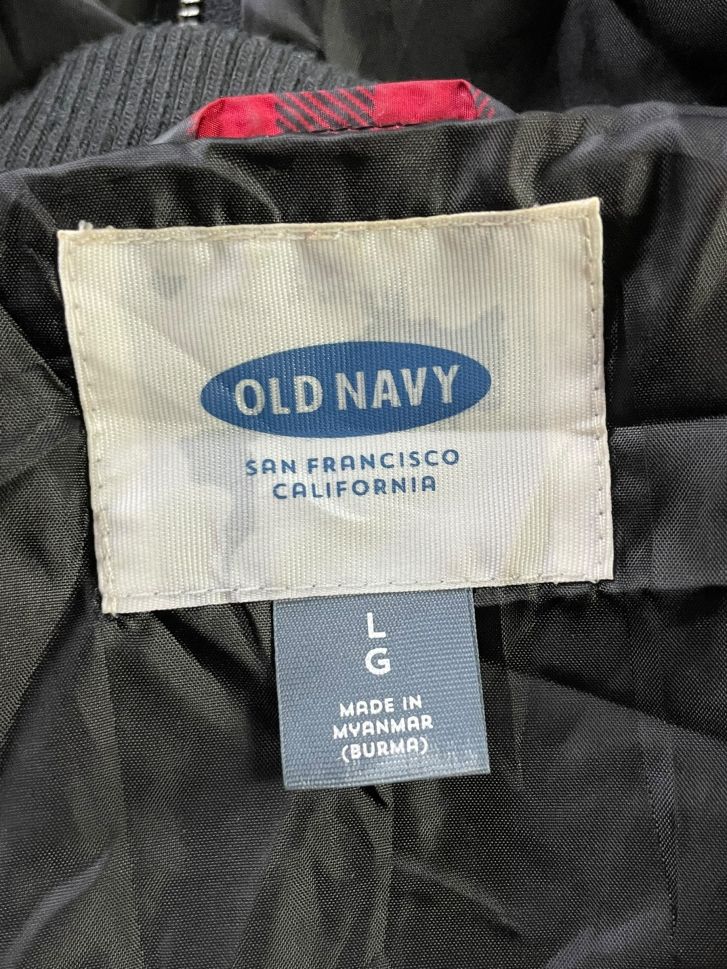 OLD NAVY
SAN FRANCISCO
CALIFORNIA
L
G
MADE IN
MYANMAR
(BURMA)